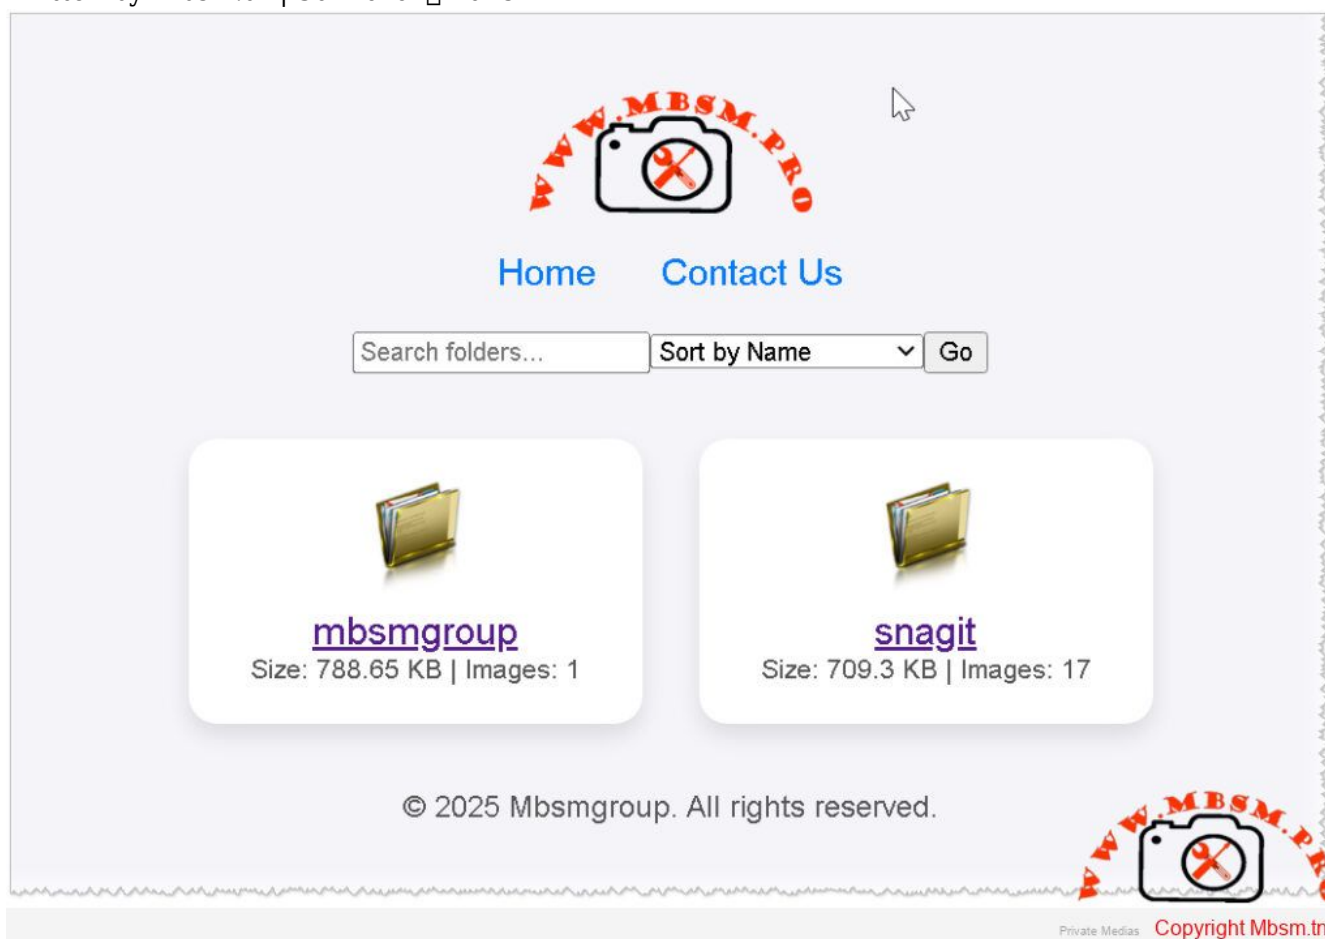 WWW.MBSM.PRO
Home Contact Us
Search folders... Sort by Name Go
mbsmgroup snagit
Size: 788.65 KB | Images: 1 Size: 709.3 KB | Images: 17
© 2025 Mbsmgroup. All rights reserved.
WWW.MBSM.PRO
Private Medias Copyright Mbsm.tn